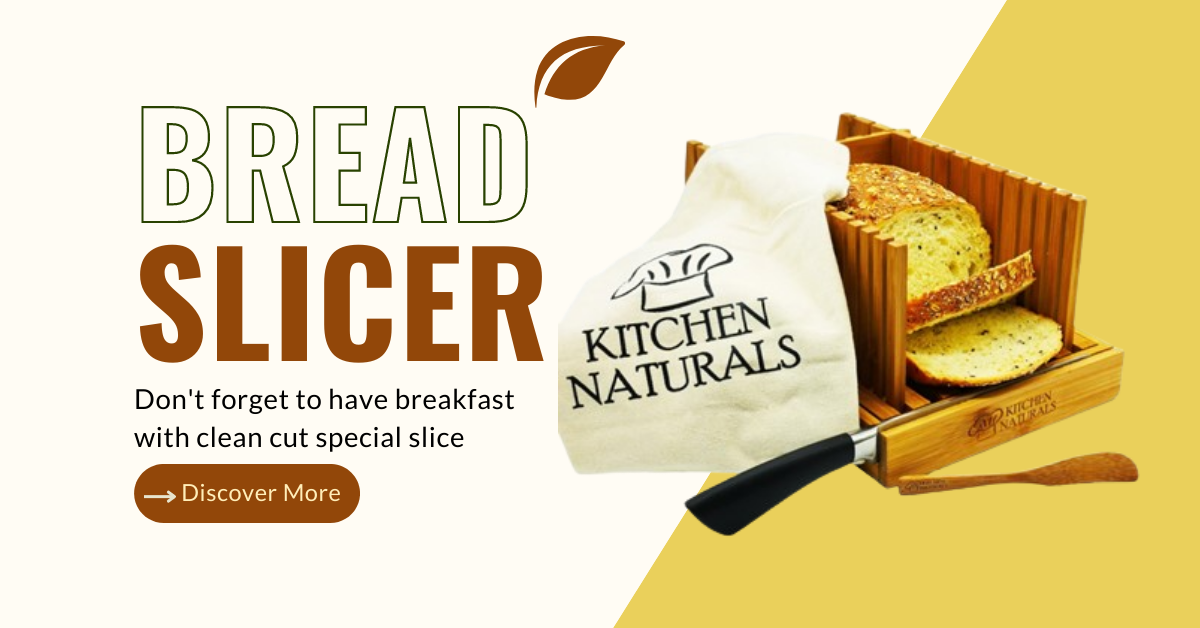 BREAD
SLICER
Don't forget to have breakfast
with clean cut special slice
Discover More
KITCHEN
NATURALS
KITCHEN
NATURALS